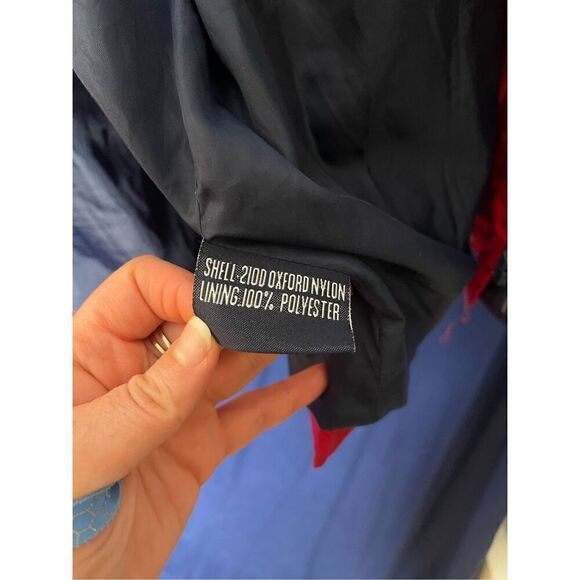 SHELL:210D OXFORD NYLON
LINING.100% POLYESTER